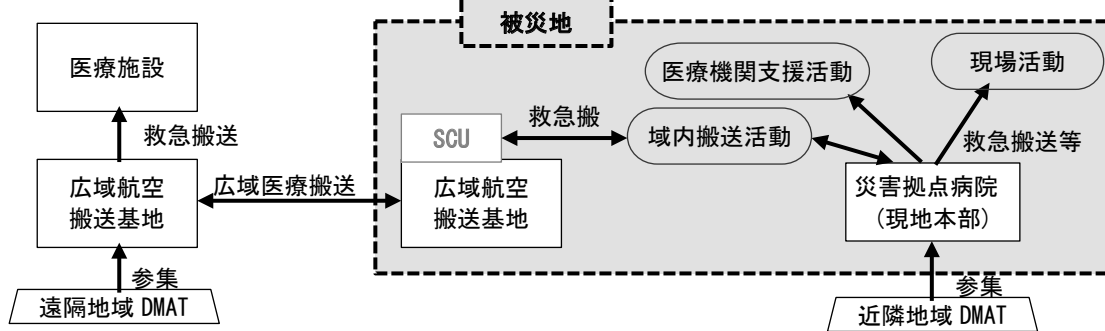 被災地
医療施設
医療機関支援活動
現場活動
救急搬送
SCU
救急搬
域内搬送活動
救急搬送等
広域航空
搬送基地
広域医療搬送
広域航空
搬送基地
災害拠点病院
（現地本部）
参集
遠隔地域 DMAT
参集
近隣地域 DMAT